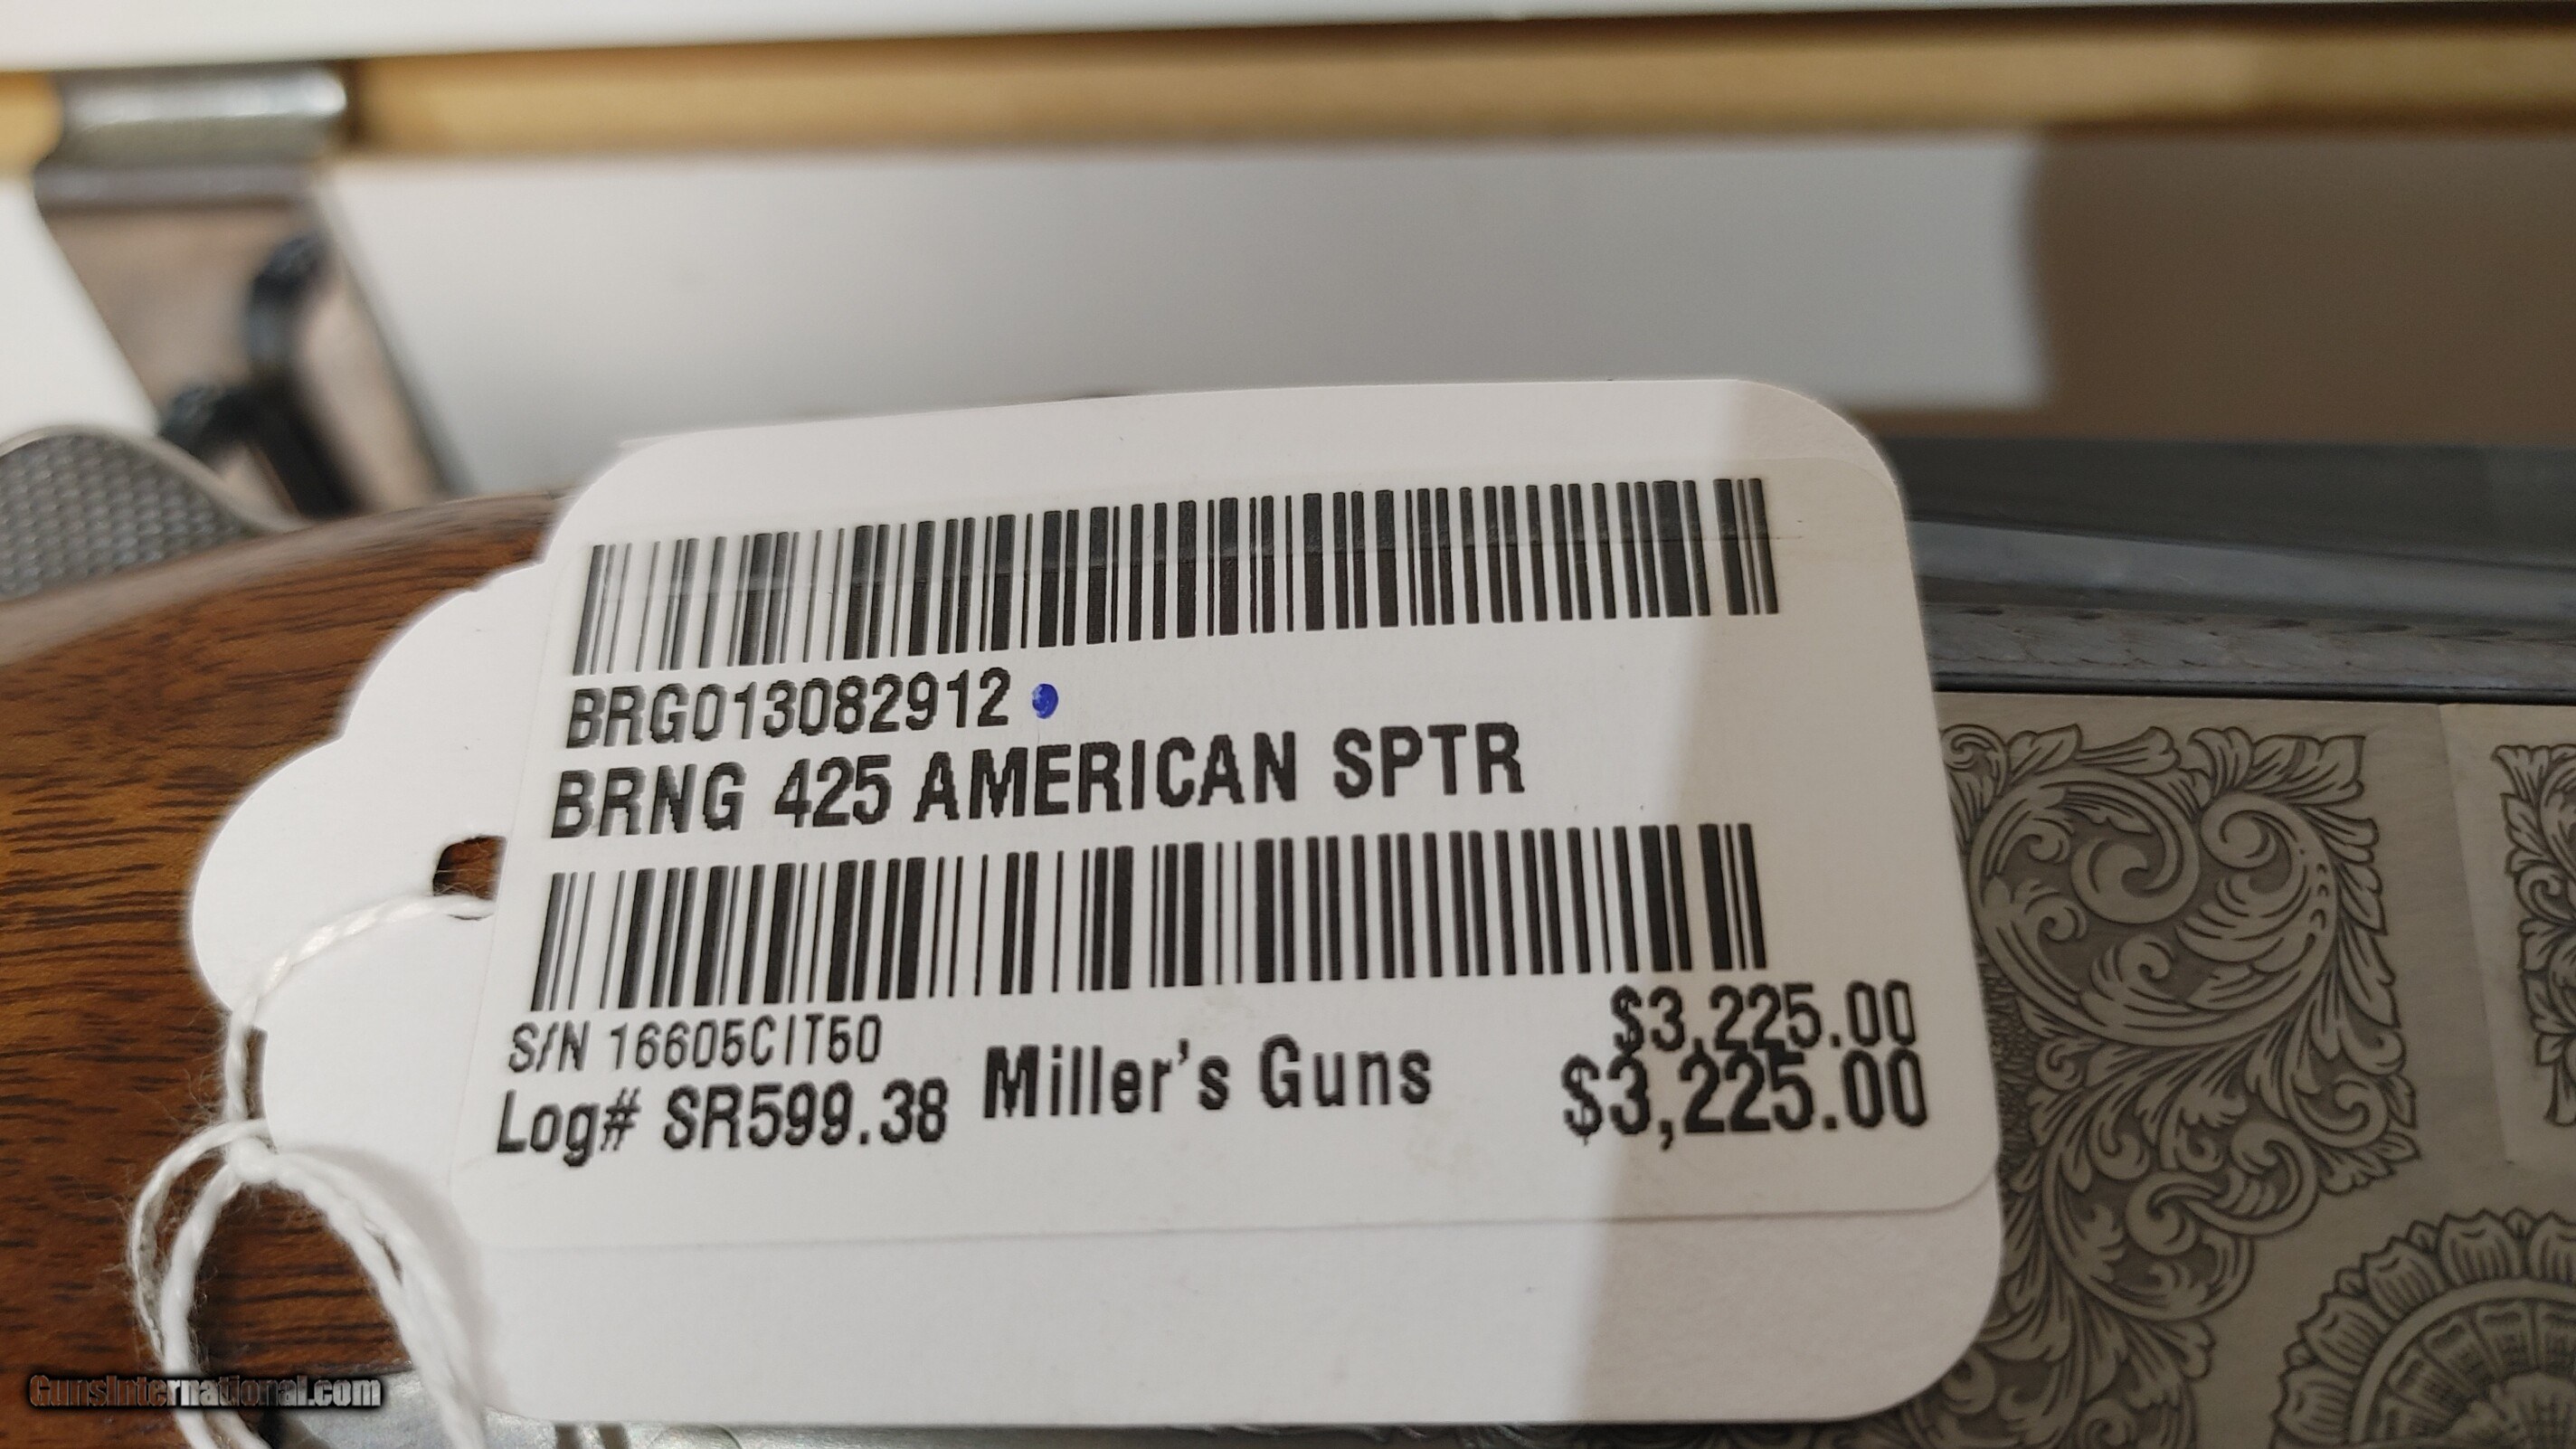 BRG013082912
BRNG 425 AMERICAN SPTR
S/N 16605CIT50
$3,225.00
Log# SR599.38 Miller's Guns $3,225.00
GunsInternational.com